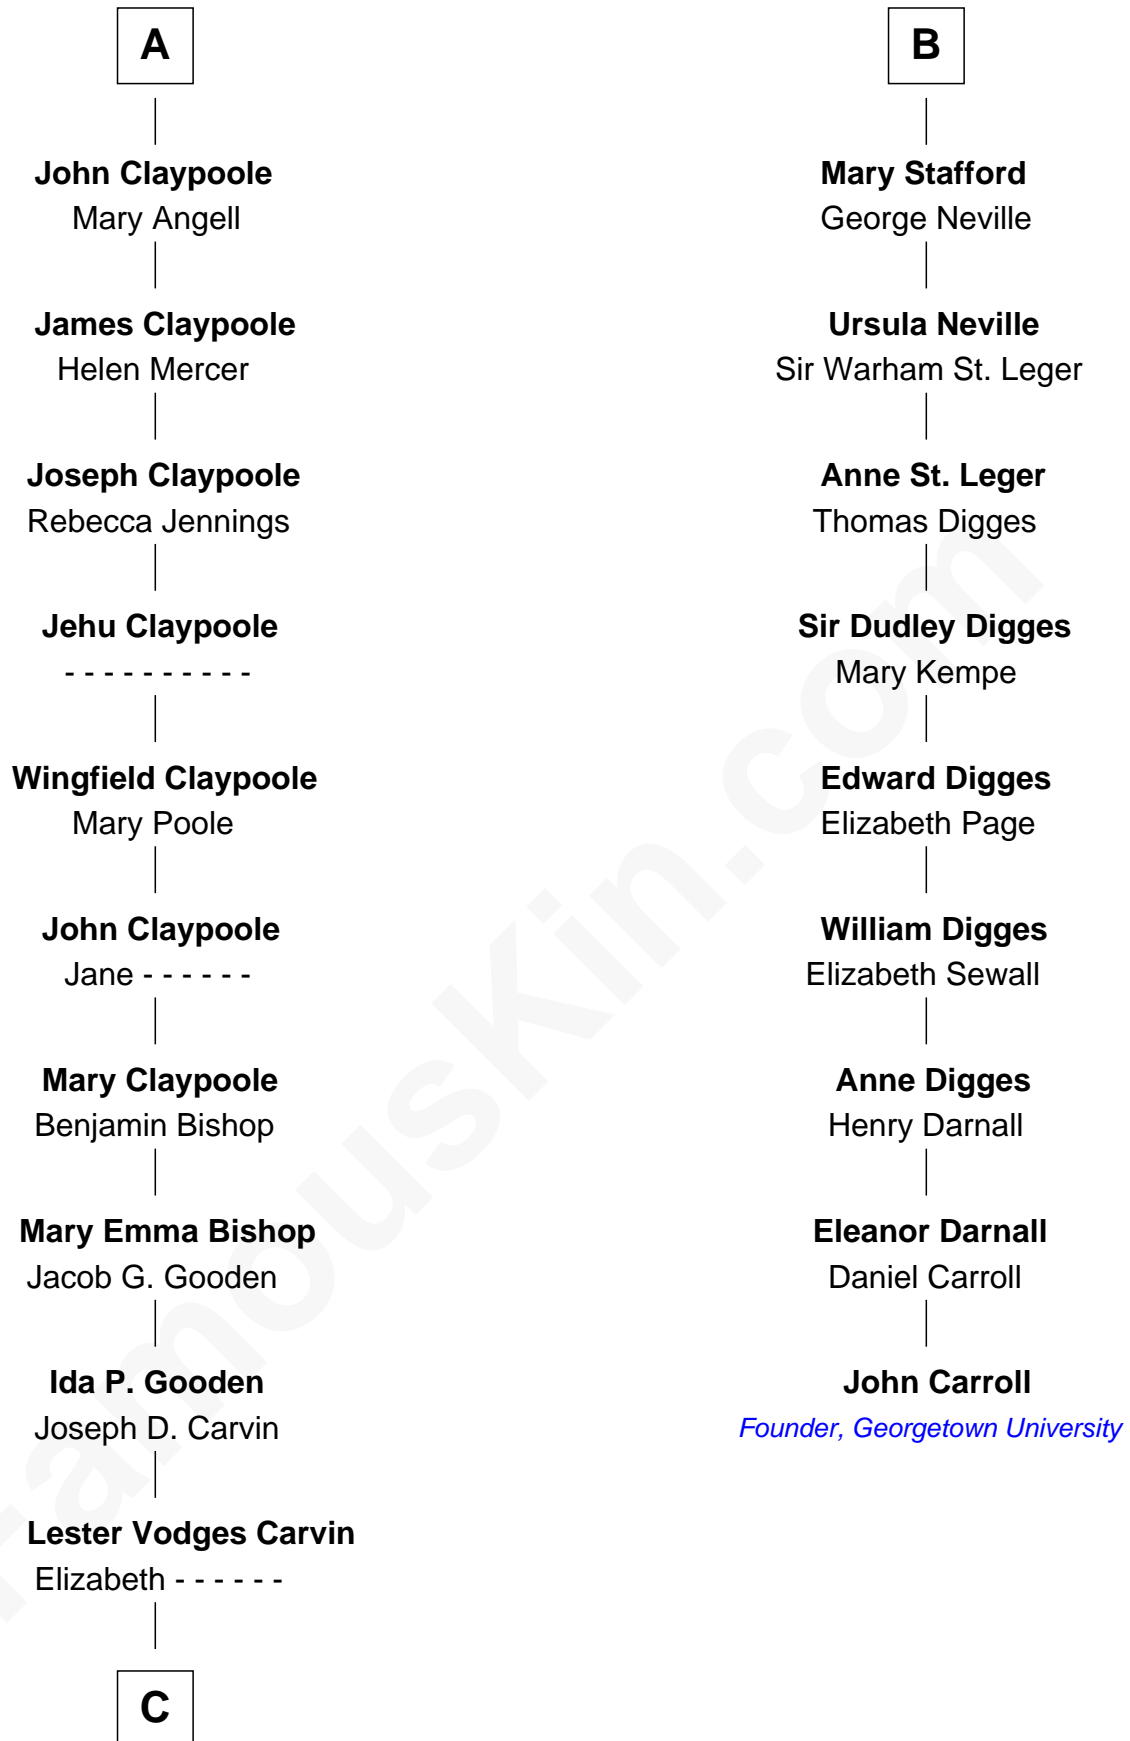 A
John Claypoole
Mary Angell
James Claypoole
Helen Mercer
Joseph Claypoole
Rebecca Jennings
Jehu Claypoole
- - - - - - - - - -
Wingfield Claypoole
Mary Poole
John Claypoole
Jane - - - - - -
Mary Claypoole
Benjamin Bishop
Mary Emma Bishop
Jacob G. Gooden
Ida P. Gooden
Joseph D. Carvin
Lester Vodges Carvin
Elizabeth - - - - - -
C
B
Mary Stafford
George Neville
Ursula Neville
Sir Warham St. Leger
Anne St. Leger
Thomas Digges
Sir Dudley Digges
Mary Kempe
Edward Digges
Elizabeth Page
William Digges
Elizabeth Sewall
Anne Digges
Henry Darnall
Eleanor Darnall
Daniel Carroll
John Carroll
Founder, Georgetown University
FamousKin.com